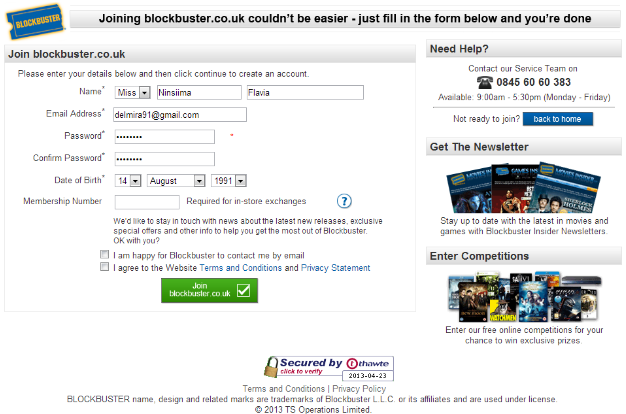 BLOCKBUSTER
Joining blockbuster.co.uk couldn't be easier - just fill in the form below and you're done
Join blockbuster.co.uk
Please enter your details below and then click continue to create an account.
Name* Miss Ninsiima Flavia
Email Address* delmira91@gmail.com
Password* •••••••• *
Confirm Password* ••••••••
Date of Birth* 14 August 1991
Membership Number Required for in-store exchanges ?
We'd like to stay in touch with news about the latest new releases, exclusive
special offers and other info to help you get the most out of Blockbuster.
OK with you?
I am happy for Blockbuster to contact me by email
I agree to the Website Terms and Conditions and Privacy Statement
Join
blockbuster.co.uk
Need Help?
Contact our Service Team on
0845 60 60 383
Available: 9:00am - 5:30pm (Monday - Friday)
Not ready to join? back to home
Get The Newsletter
Stay up to date with the latest in movies and
games with Blockbuster Insider Newsletters.
Enter Competitions
WATCHMEN
Enter our free online competitions for your
chance to win exclusive prizes.
Secured by thawte
click to verify 2013-04-23
Terms and Conditions | Privacy Policy
BLOCKBUSTER name, design and related marks are trademarks of Blockbuster L.L.C. or its affiliates and are used under license.
© 2013 TS Operations Limited.